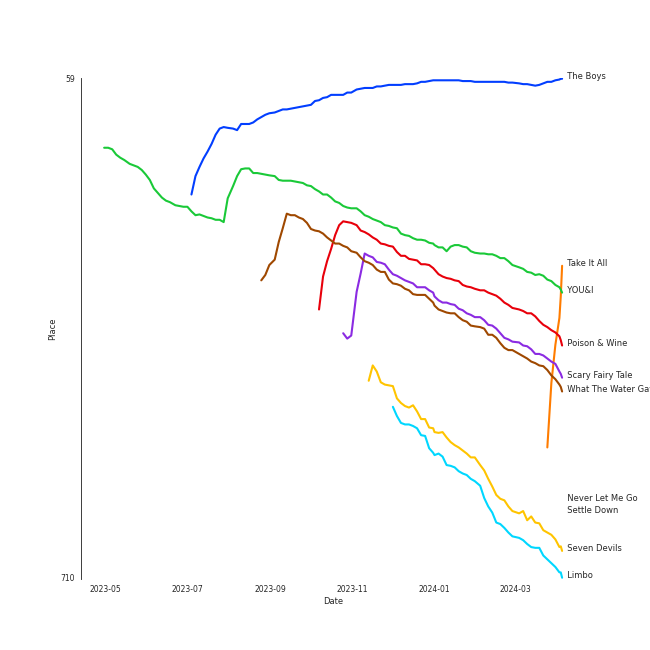 59
The Boys
Take It All
YOU&I
Place
Poison & Wine
Scary Fairy Tale
What The Water Ga
Never Let Me Go
Settle Down
Seven Devils
710
Limbo
2023-05
2023-07
2023-09
2023-11
2024-01
2024-03
Date